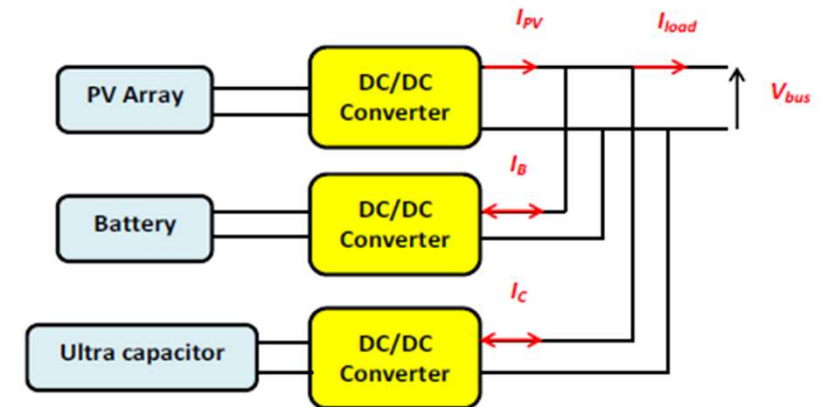 I_PV
I_load
PV Array
DC/DC
Converter
V_bus
I_B
Battery
DC/DC
Converter
I_C
Ultra capacitor
DC/DC
Converter